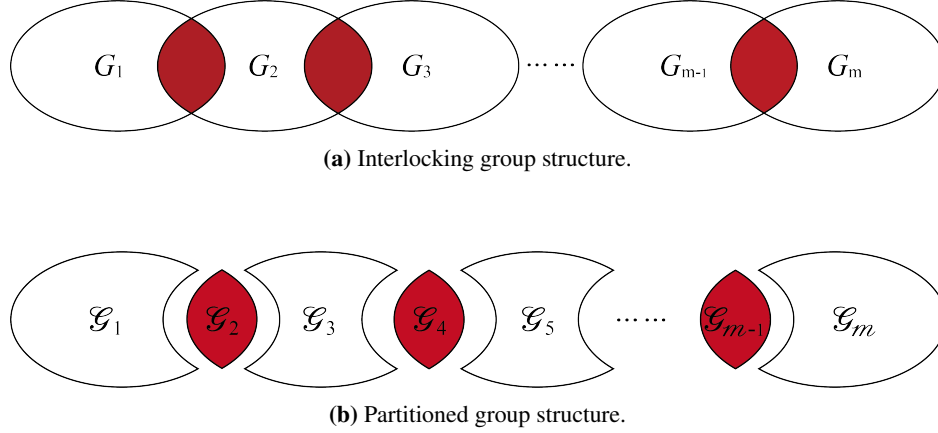 G₁ G₂ G₃ ⋯⋯ Gₘ₋₁ Gₘ
(a) Interlocking group structure.
𝒢₁ 𝒢₂ 𝒢₃ 𝒢₄ 𝒢₅ ⋯⋯ 𝒢ₘ₋₁ 𝒢ₘ
(b) Partitioned group structure.